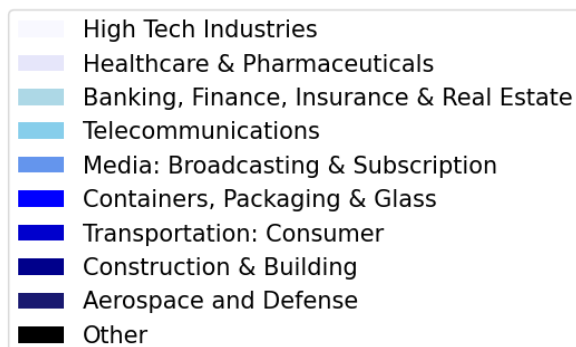 High Tech Industries
Healthcare & Pharmaceuticals
Banking, Finance, Insurance & Real Estate
Telecommunications
Media: Broadcasting & Subscription
Containers, Packaging & Glass
Transportation: Consumer
Construction & Building
Aerospace and Defense
Other